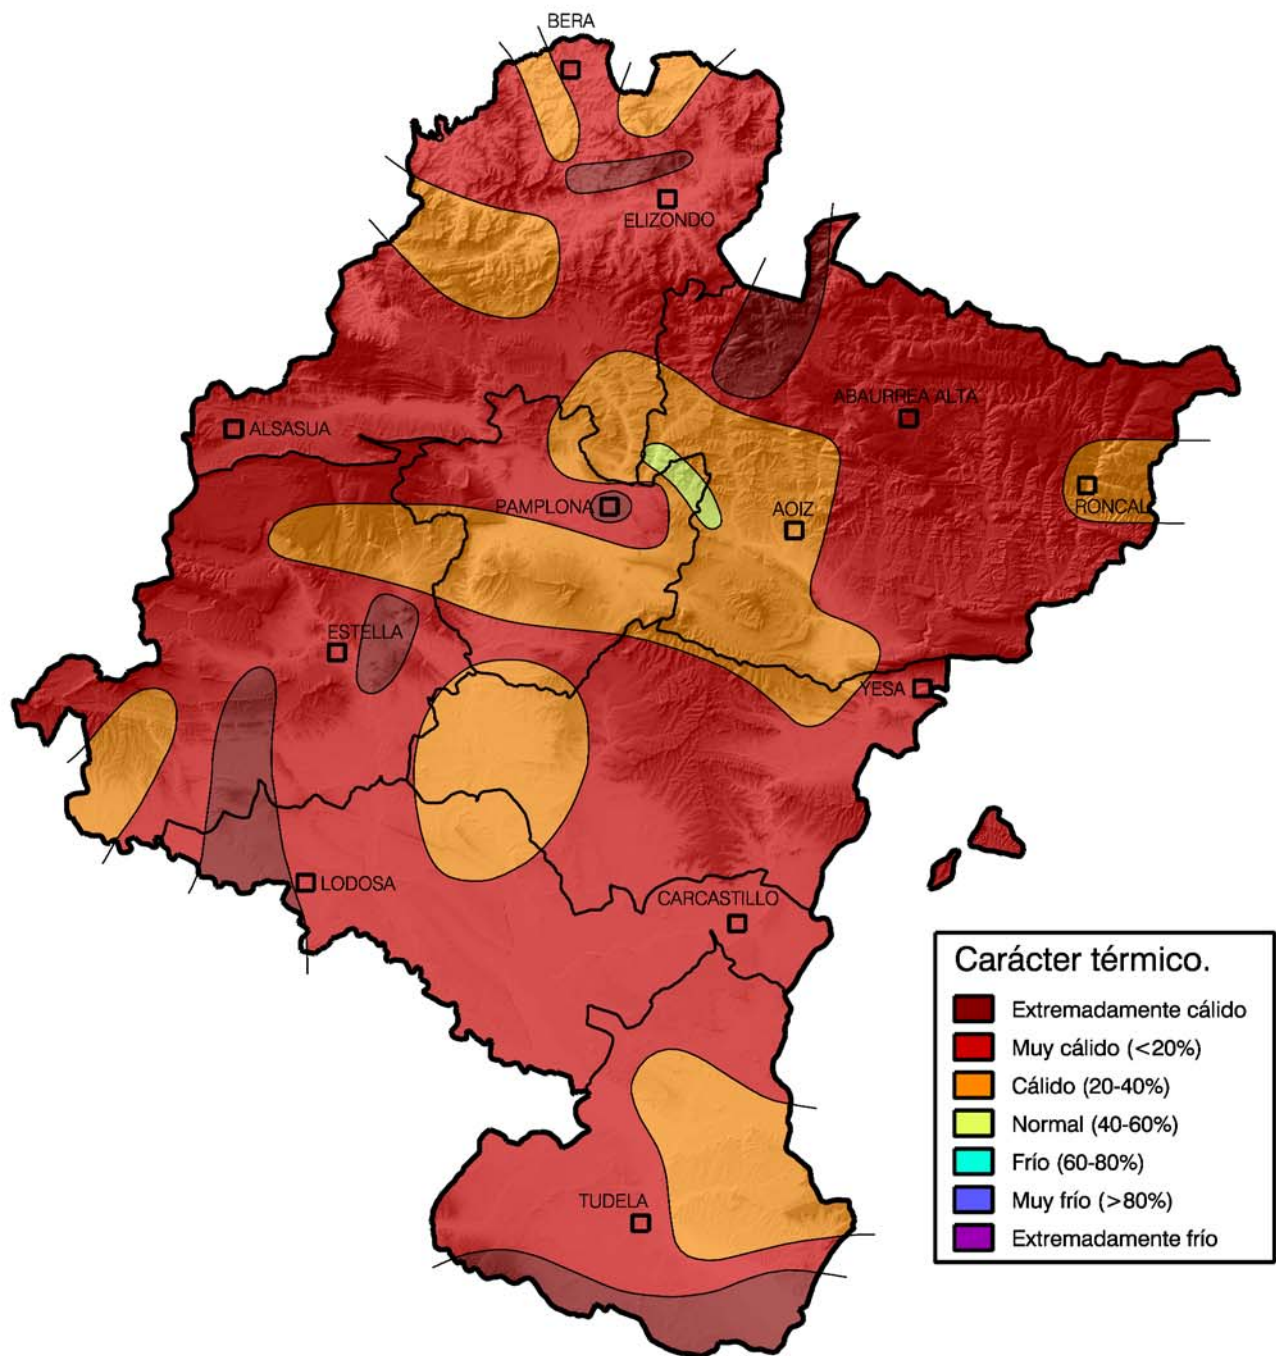 BERA
ELIZONDO
ABAURREA ALTA
ALSASUA
PAMPLONA
AOIZ
RONCAL
ESTELLA
YESA
LODOSA
CARCASTILLO
TUDELA
Carácter térmico.
Extremadamente cálido
Muy cálido (<20%)
Cálido (20-40%)
Normal (40-60%)
Frío (60-80%)
Muy frío (>80%)
Extremadamente frío